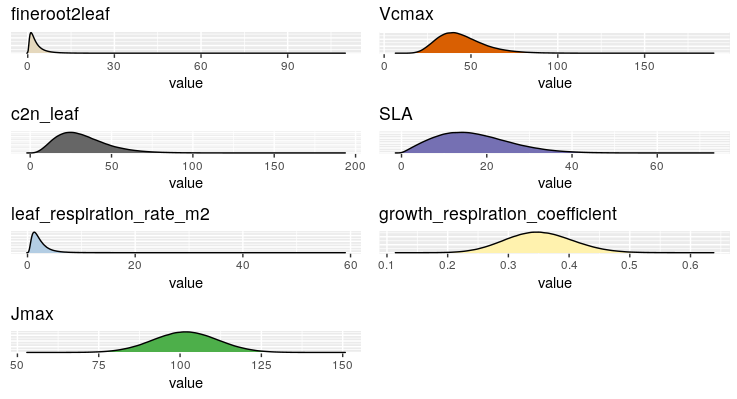 fineroot2leaf
0 30 60 90
value
Vcmax
0 50 100 150
value
c2n_leaf
0 50 100 150 200
value
SLA
0 20 40 60
value
leaf_respiration_rate_m2
0 20 40 60
value
growth_respiration_coefficient
0.1 0.2 0.3 0.4 0.5 0.6
value
Jmax
50 75 100 125 150
value